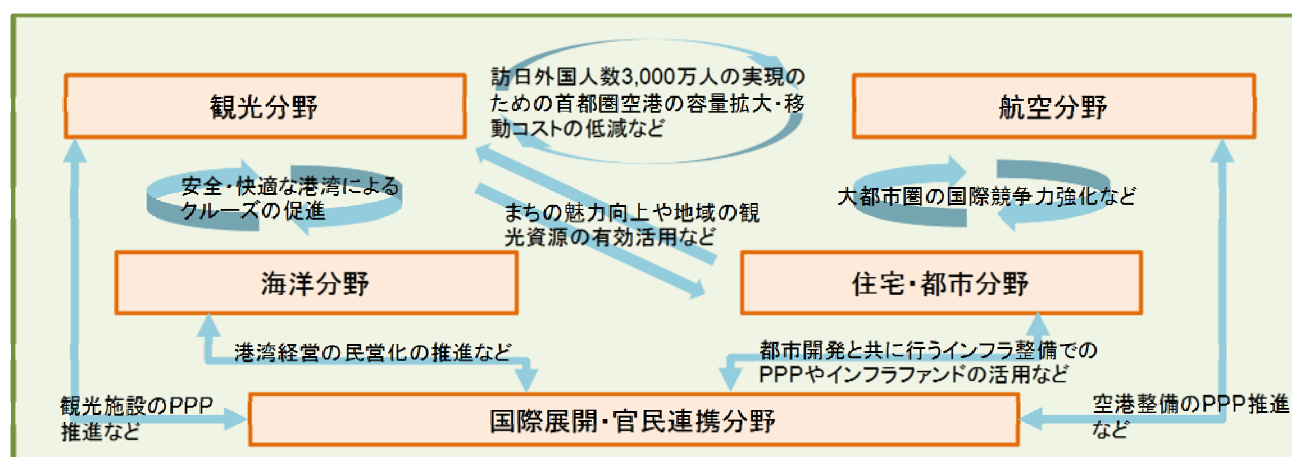 訪日外国人数3,000万人の実現の
ための首都圏空港の容量拡大・移
動コストの低減など
観光分野
航空分野
安全・快適な港湾による
クルーズの促進
まちの魅力向上や地域の観
光資源の有効活用など
大都市圏の国際競争力強化など
海洋分野
住宅・都市分野
港湾経営の民営化の推進など
都市開発と共に行うインフラ整備での
PPPやインフラファンドの活用など
観光施設のPPP
推進など
国際展開・官民連携分野
空港整備のPPP推進
など